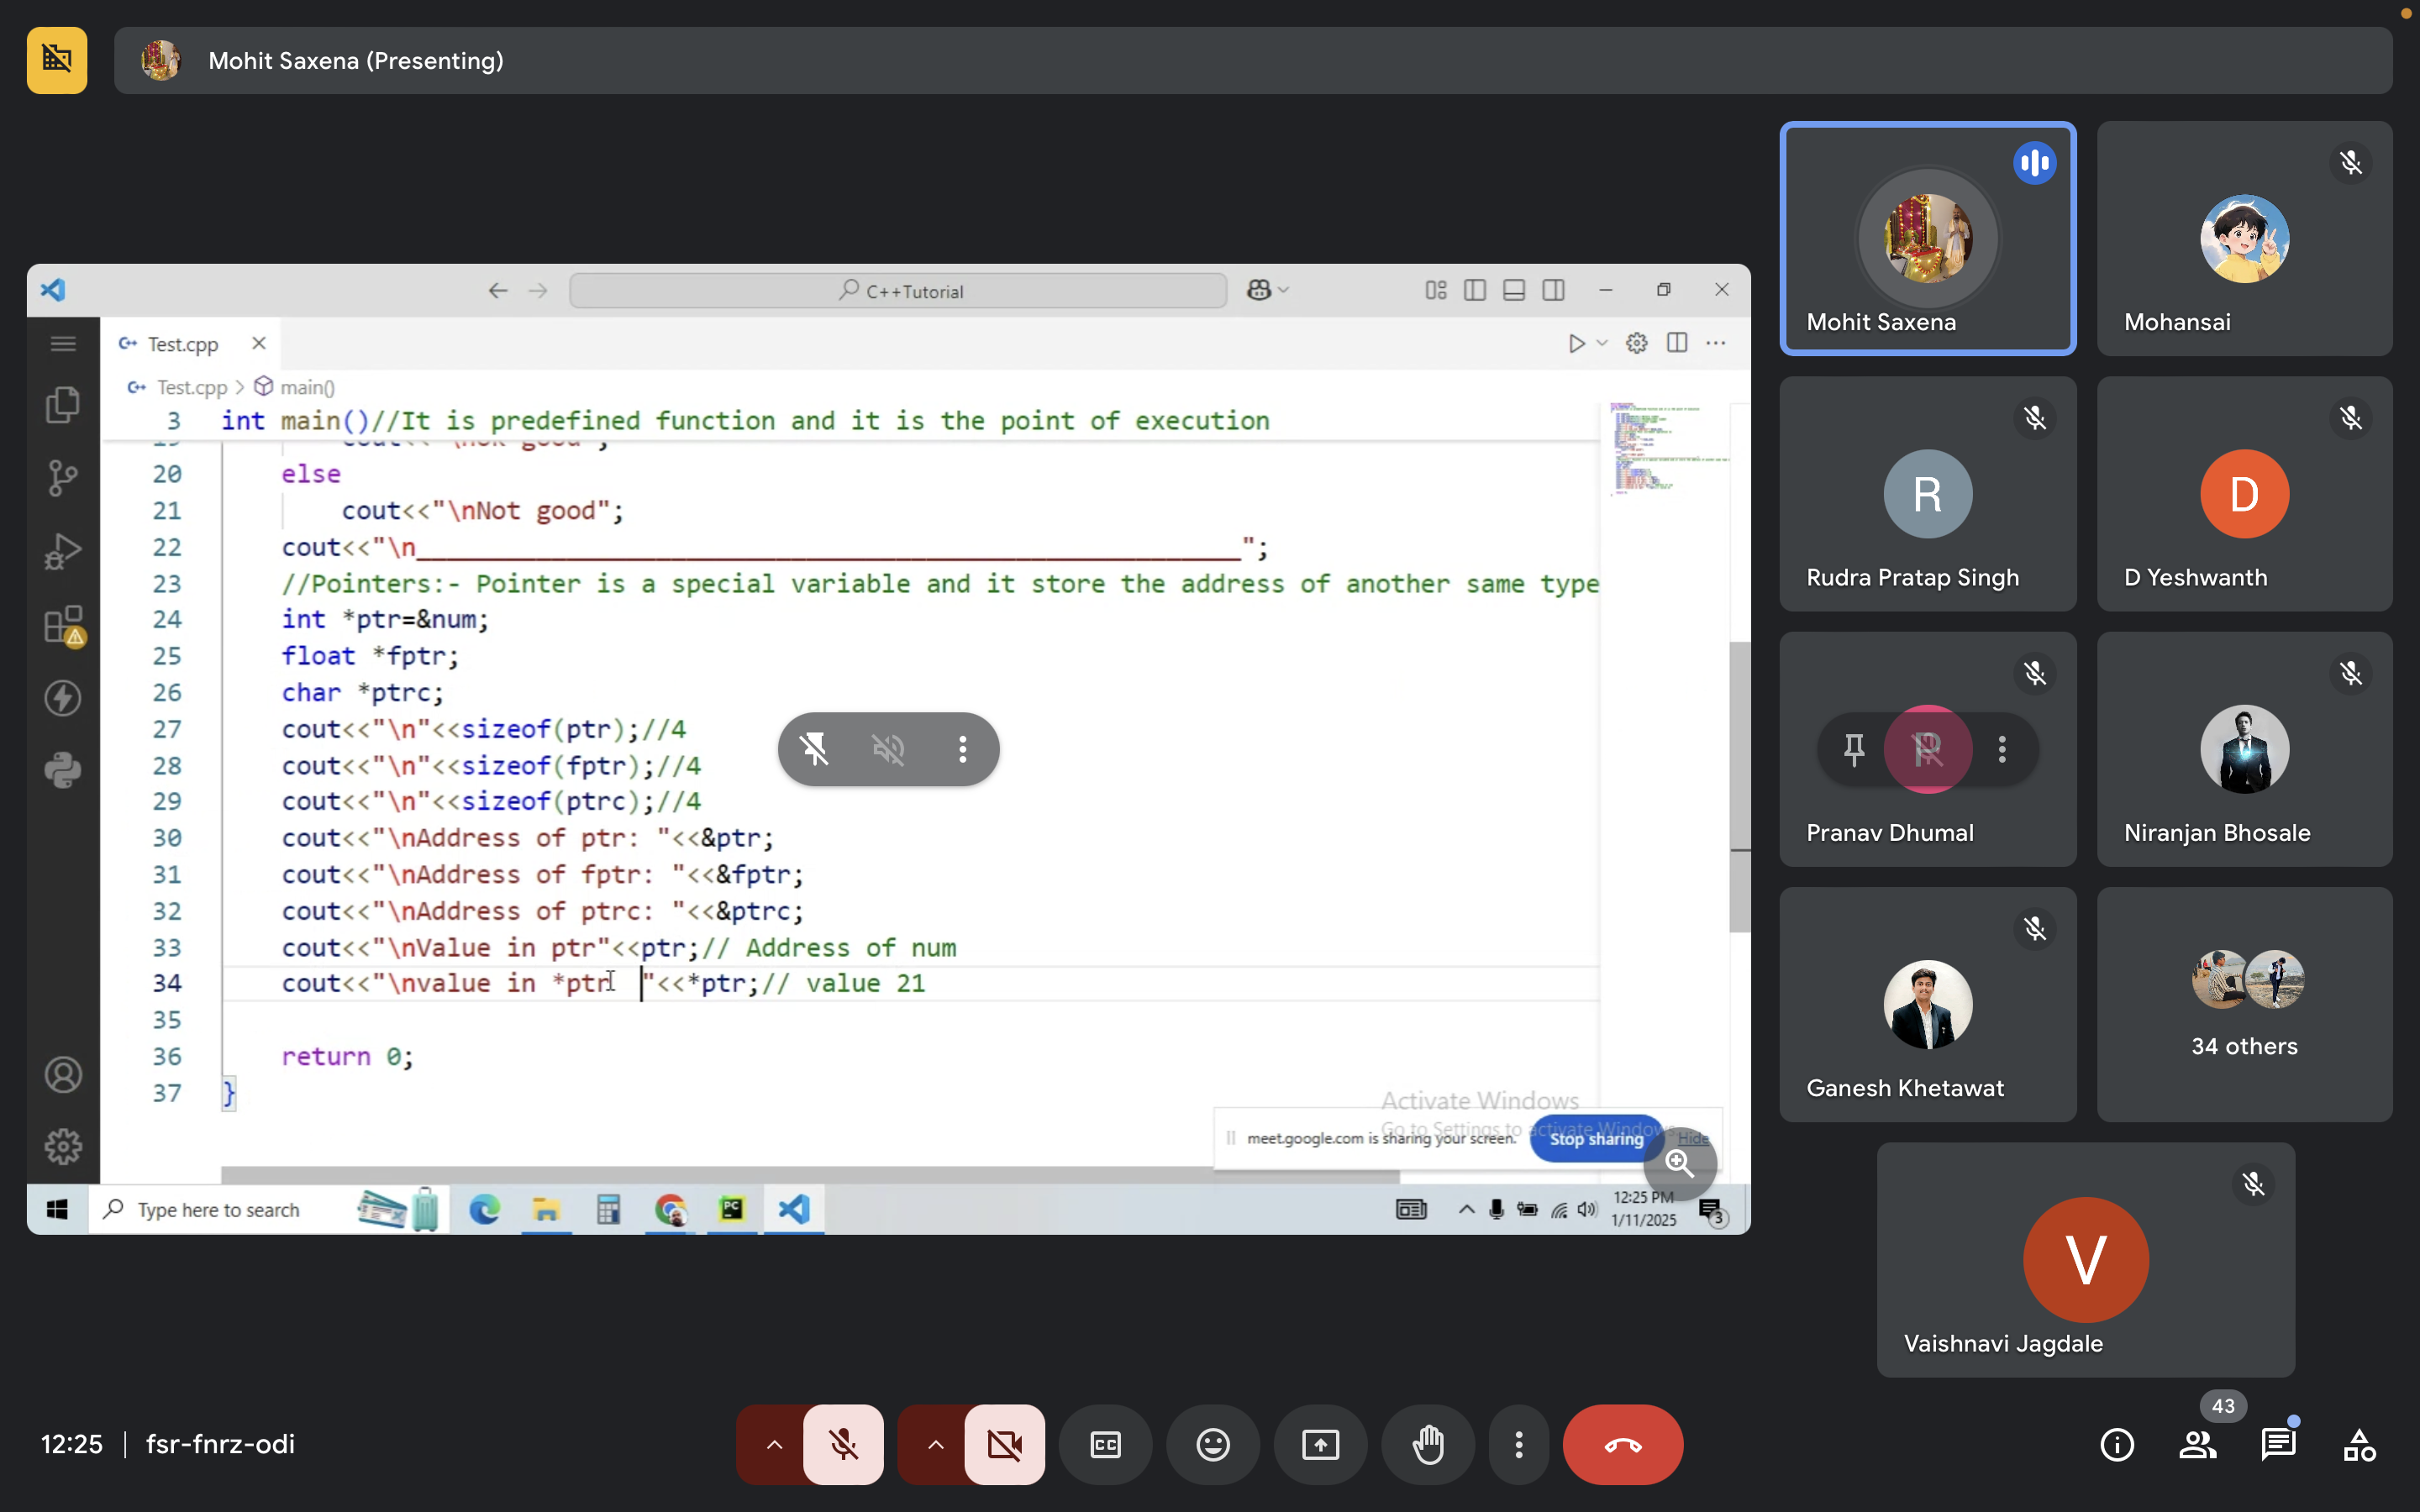 Mohit Saxena (Presenting)
C++Tutorial
Test.cpp
Test.cpp > main()
3 int main()//It is predefined function and it is the point of execution
20 else
21 cout<<"\nNot good";
22 cout<<"\n_______________________________________________________";
23 //Pointers:- Pointer is a special variable and it store the address of another same type
24 int *ptr=&num;
25 float *fptr;
26 char *ptrc;
27 cout<<"\n"<<sizeof(ptr);//4
28 cout<<"\n"<<sizeof(fptr);//4
29 cout<<"\n"<<sizeof(ptrc);//4
30 cout<<"\nAddress of ptr: "<<&ptr;
31 cout<<"\nAddress of fptr: "<<&fptr;
32 cout<<"\nAddress of ptrc: "<<&ptrc;
33 cout<<"\nValue in ptr"<<ptr;// Address of num
34 cout<<"\nvalue in *ptr  "<<*ptr;// value 21
35
36 return 0;
37 }
Activate Windows
Go to Settings to activate Windows.
meet.google.com is sharing your screen.
Stop sharing
Hide
Type here to search
PC
12:25 PM
1/11/2025
3
Mohit Saxena
Mohansai
R
Rudra Pratap Singh
D
D Yeshwanth
P
Pranav Dhumal
Niranjan Bhosale
Ganesh Khetawat
34 others
V
Vaishnavi Jagdale
12:25 | fsr-fnrz-odi
CC
43